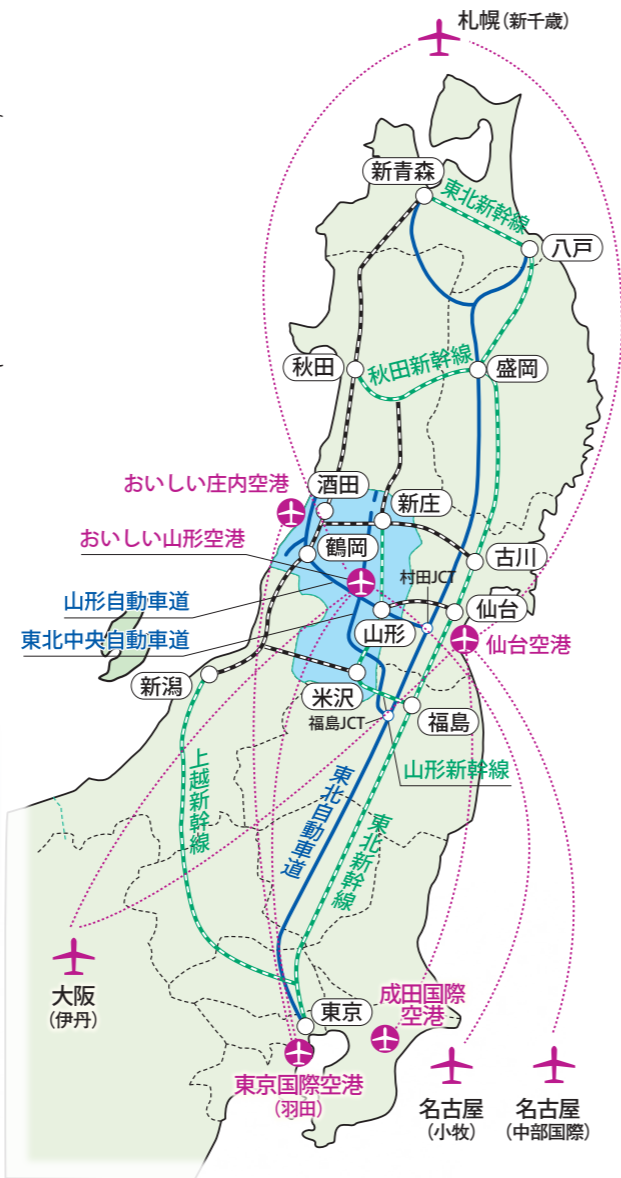 札幌(新千歳)
新青森
東北新幹線
八戸
秋田
秋田新幹線
盛岡
おいしい庄内空港
酒田
新庄
おいしい山形空港
鶴岡
古川
村田JCT
山形自動車道
仙台
東北中央自動車道
山形
仙台空港
新潟
米沢
福島JCT
福島
山形新幹線
上越新幹線
東北自動車道
東北新幹線
大阪
(伊丹)
成田国際
空港
東京
東京国際空港
(羽田)
名古屋
(小牧)
名古屋
(中部国際)